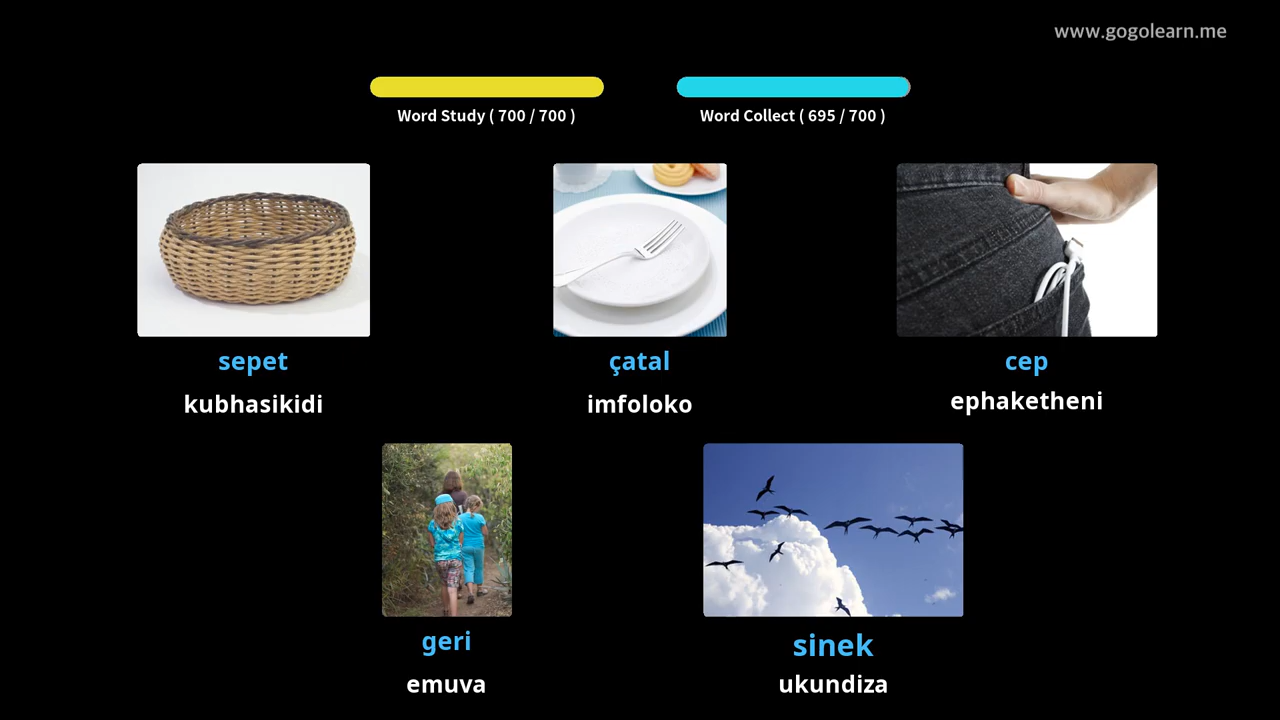 www.gogolearn.me
Word Study ( 700 / 700 )
Word Collect ( 695 / 700 )
sepet
kubhasikidi
çatal
imfoloko
cep
ephaketheni
geri
emuva
sinek
ukundiza